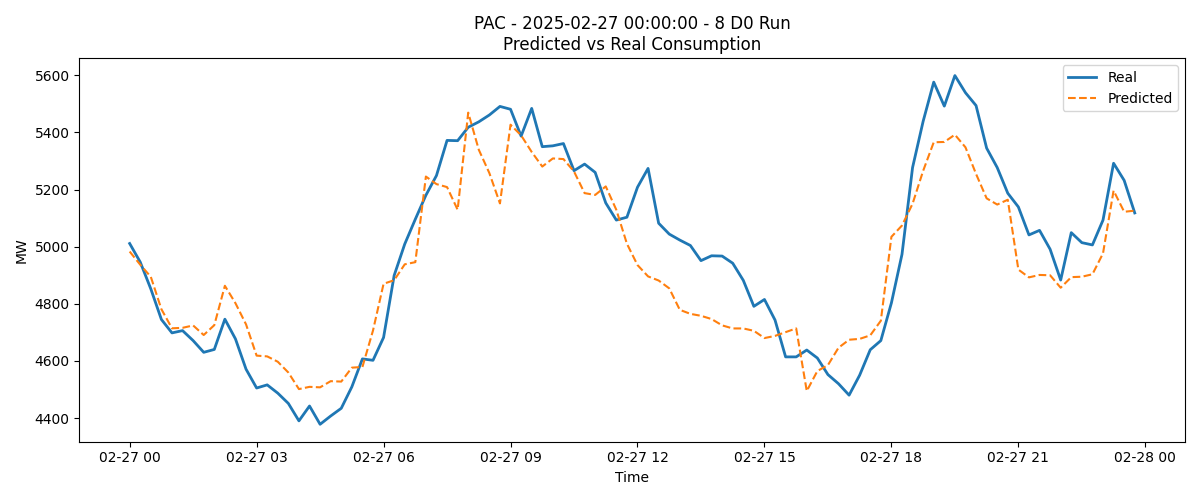 PAC - 2025-02-27 00:00:00 - 8 D0 Run
Predicted vs Real Consumption
MW
5600
5400
5200
5000
4800
4600
4400
Real
Predicted
02-27 00
02-27 03
02-27 06
02-27 09
02-27 12
02-27 15
02-27 18
02-27 21
02-28 00
Time